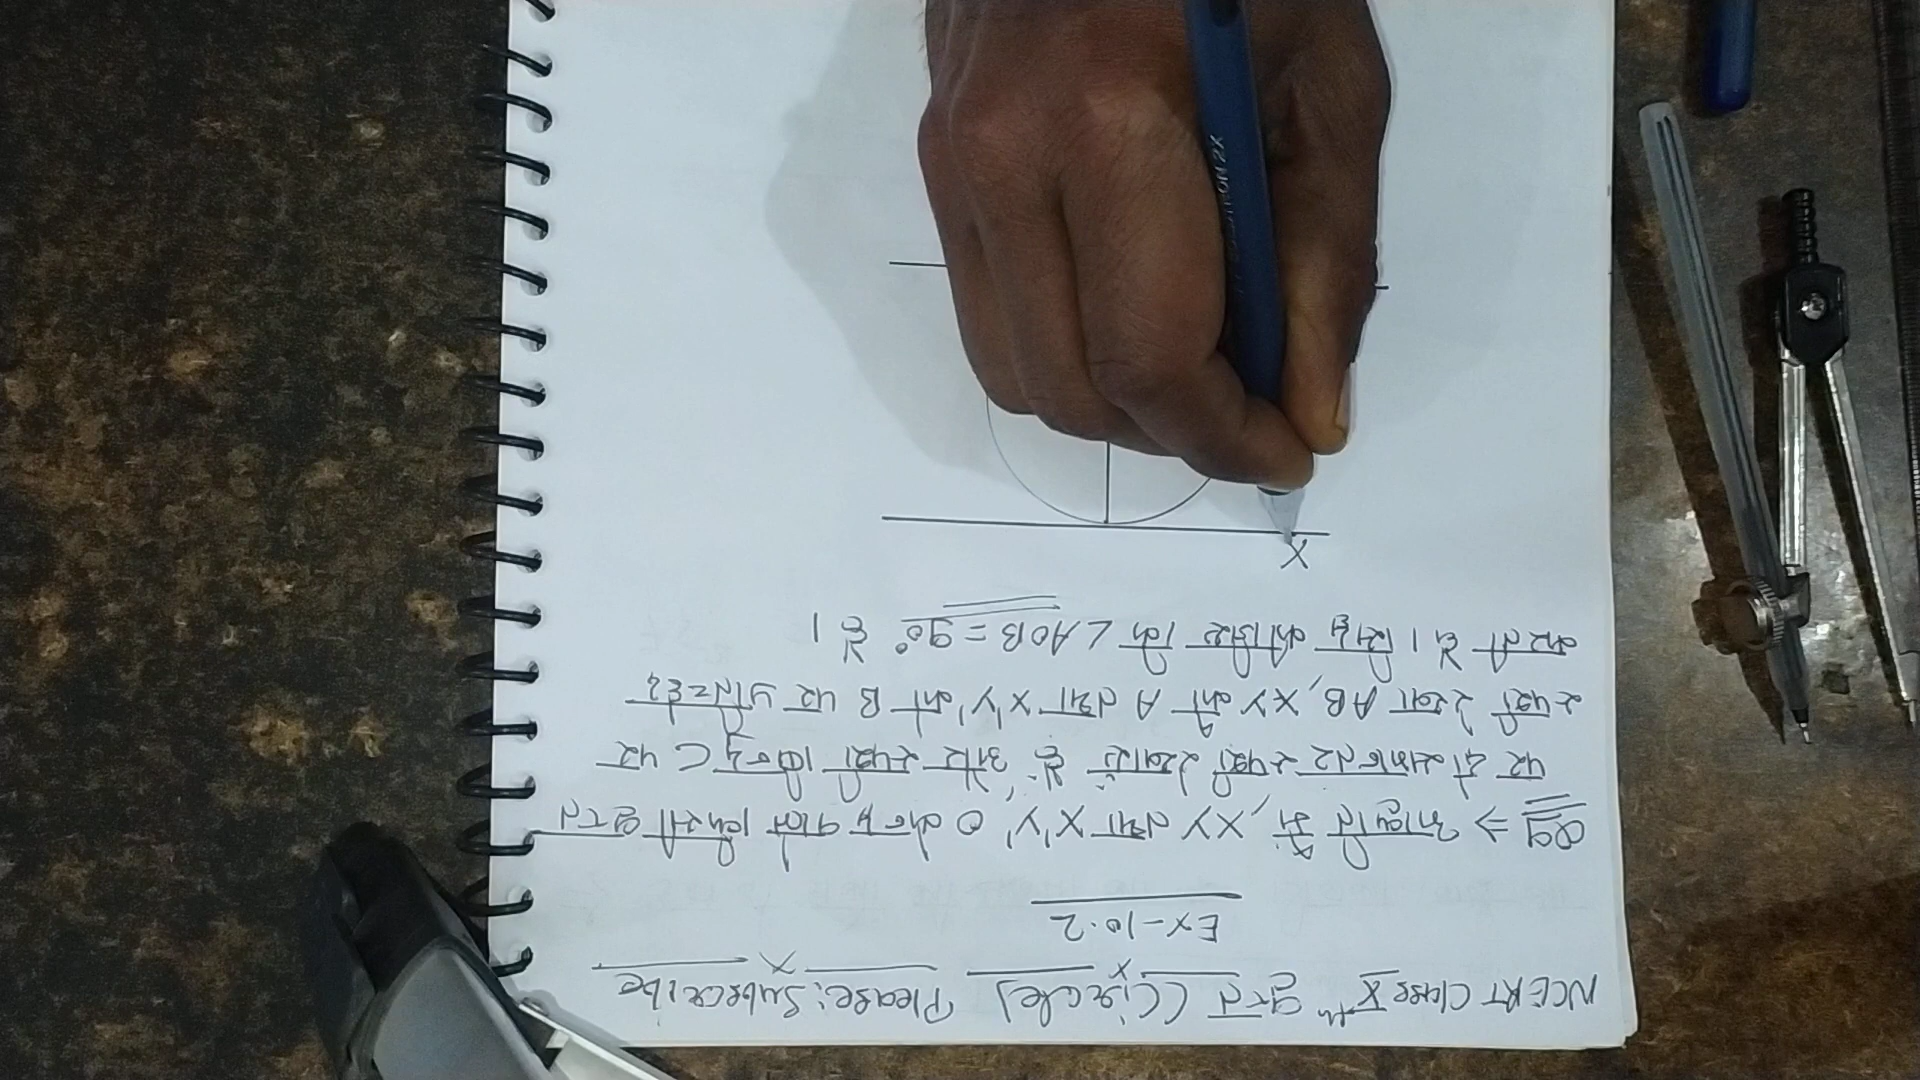 NCERT Class Xth वृत्त (Circle) Please: Subscribe
Ex-10.2
Q9 ⇒ आकृति में, XY तथा X'Y', O केन्द्र वाले किसी वृत्त
पर दो समान्तर स्पर्श रेखाएँ हैं, और स्पर्श बिन्दु C पर
स्पर्श रेखा AB, XY को A तथा X'Y' को B पर प्रतिच्छेद
करती है। सिद्ध कीजिए कि ∠AOB = 90° है।
X